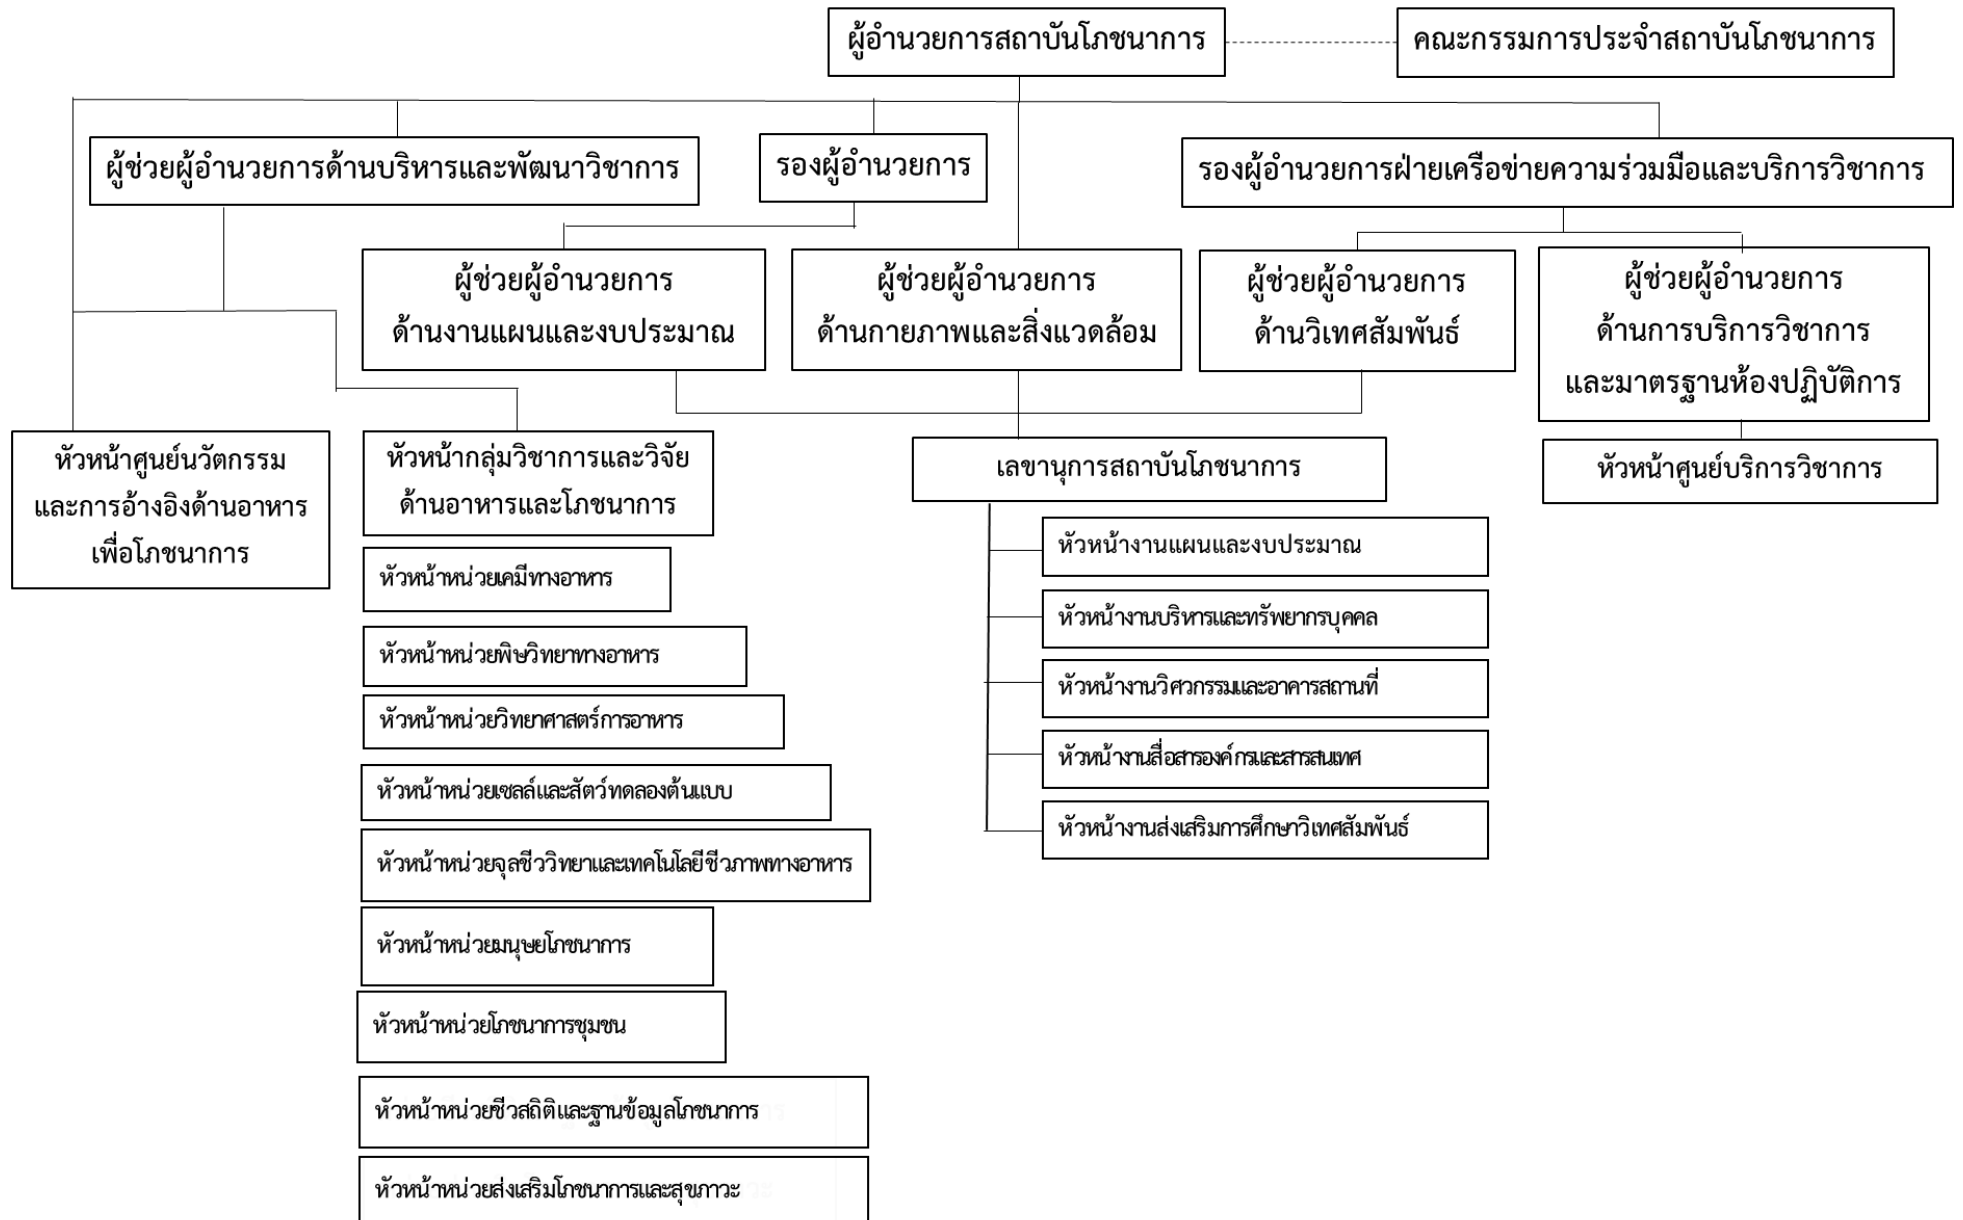 ผู้อำนวยการสถาบันโภชนาการ
คณะกรรมการประจำสถาบันโภชนาการ
ผู้ช่วยผู้อำนวยการด้านบริหารและพัฒนาวิชาการ
รองผู้อำนวยการ
รองผู้อำนวยการฝ่ายเครือข่ายความร่วมมือและบริการวิชาการ
ผู้ช่วยผู้อำนวยการ
ด้านงานแผนและงบประมาณ
ผู้ช่วยผู้อำนวยการ
ด้านกายภาพและสิ่งแวดล้อม
ผู้ช่วยผู้อำนวยการ
ด้านวิเทศสัมพันธ์
ผู้ช่วยผู้อำนวยการ
ด้านการบริการวิชาการ
และมาตรฐานห้องปฏิบัติการ
หัวหน้าศูนย์นวัตกรรม
และการอ้างอิงด้านอาหาร
เพื่อโภชนาการ
หัวหน้ากลุ่มวิชาการและวิจัย
ด้านอาหารและโภชนาการ
เลขานุการสถาบันโภชนาการ
หัวหน้าศูนย์บริการวิชาการ
หัวหน้าหน่วยเคมีทางอาหาร
หัวหน้าหน่วยพิษวิทยาทางอาหาร
หัวหน้าหน่วยวิทยาศาสตร์การอาหาร
หัวหน้าหน่วยเซลล์และสัตว์ทดลองต้นแบบ
หัวหน้าหน่วยจุลชีววิทยาและเทคโนโลยีชีวภาพทางอาหาร
หัวหน้าหน่วยมนุษยโภชนาการ
หัวหน้าหน่วยโภชนาการชุมชน
หัวหน้าหน่วยชีวสถิติและฐานข้อมูลโภชนาการ
หัวหน้าหน่วยส่งเสริมโภชนาการและสุขภาวะ
หัวหน้างานแผนและงบประมาณ
หัวหน้างานบริหารและทรัพยากรบุคคล
หัวหน้างานวิศวกรรมและอาคารสถานที่
หัวหน้างานสื่อสารองค์กรและสารสนเทศ
หัวหน้างานส่งเสริมการศึกษาวิเทศสัมพันธ์